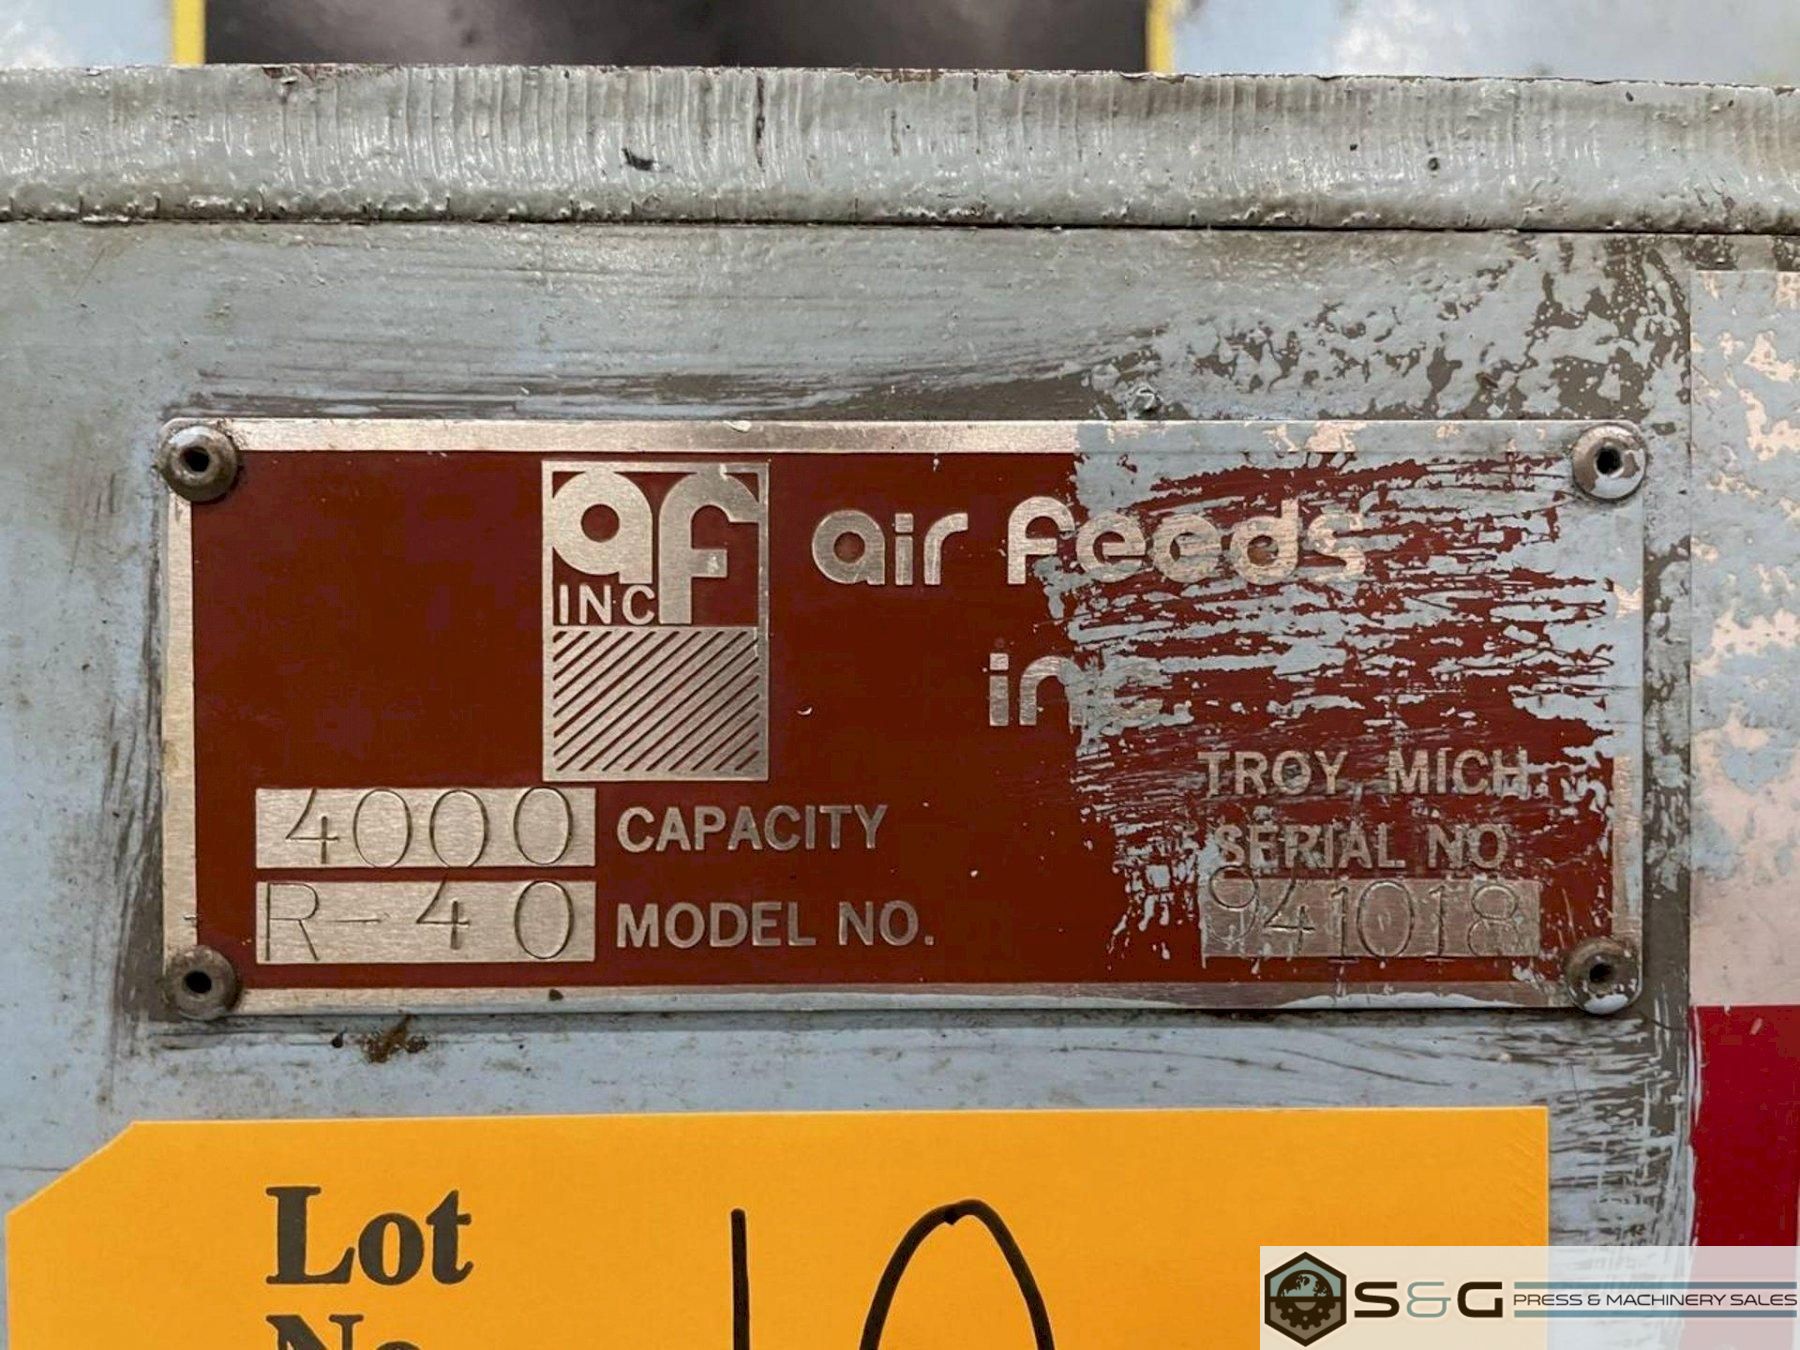 af
INC
air feeds
inc
TROY, MICH.
4000 CAPACITY
SERIAL NO.
R-40 MODEL NO.
941018
Lot
No
S&G PRESS & MACHINERY SALES